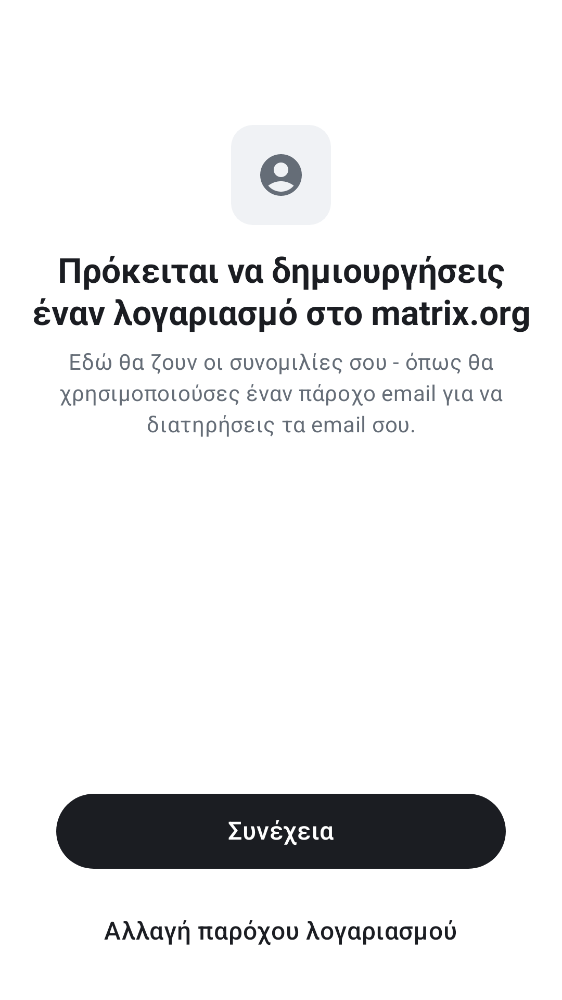 Πρόκειται να δημιουργήσεις
έναν λογαριασμό στο matrix.org
Εδώ θα ζουν οι συνομιλίες σου - όπως θα
χρησιμοποιούσες έναν πάροχο email για να
διατηρήσεις τα email σου.
Συνέχεια
Αλλαγή παρόχου λογαριασμού